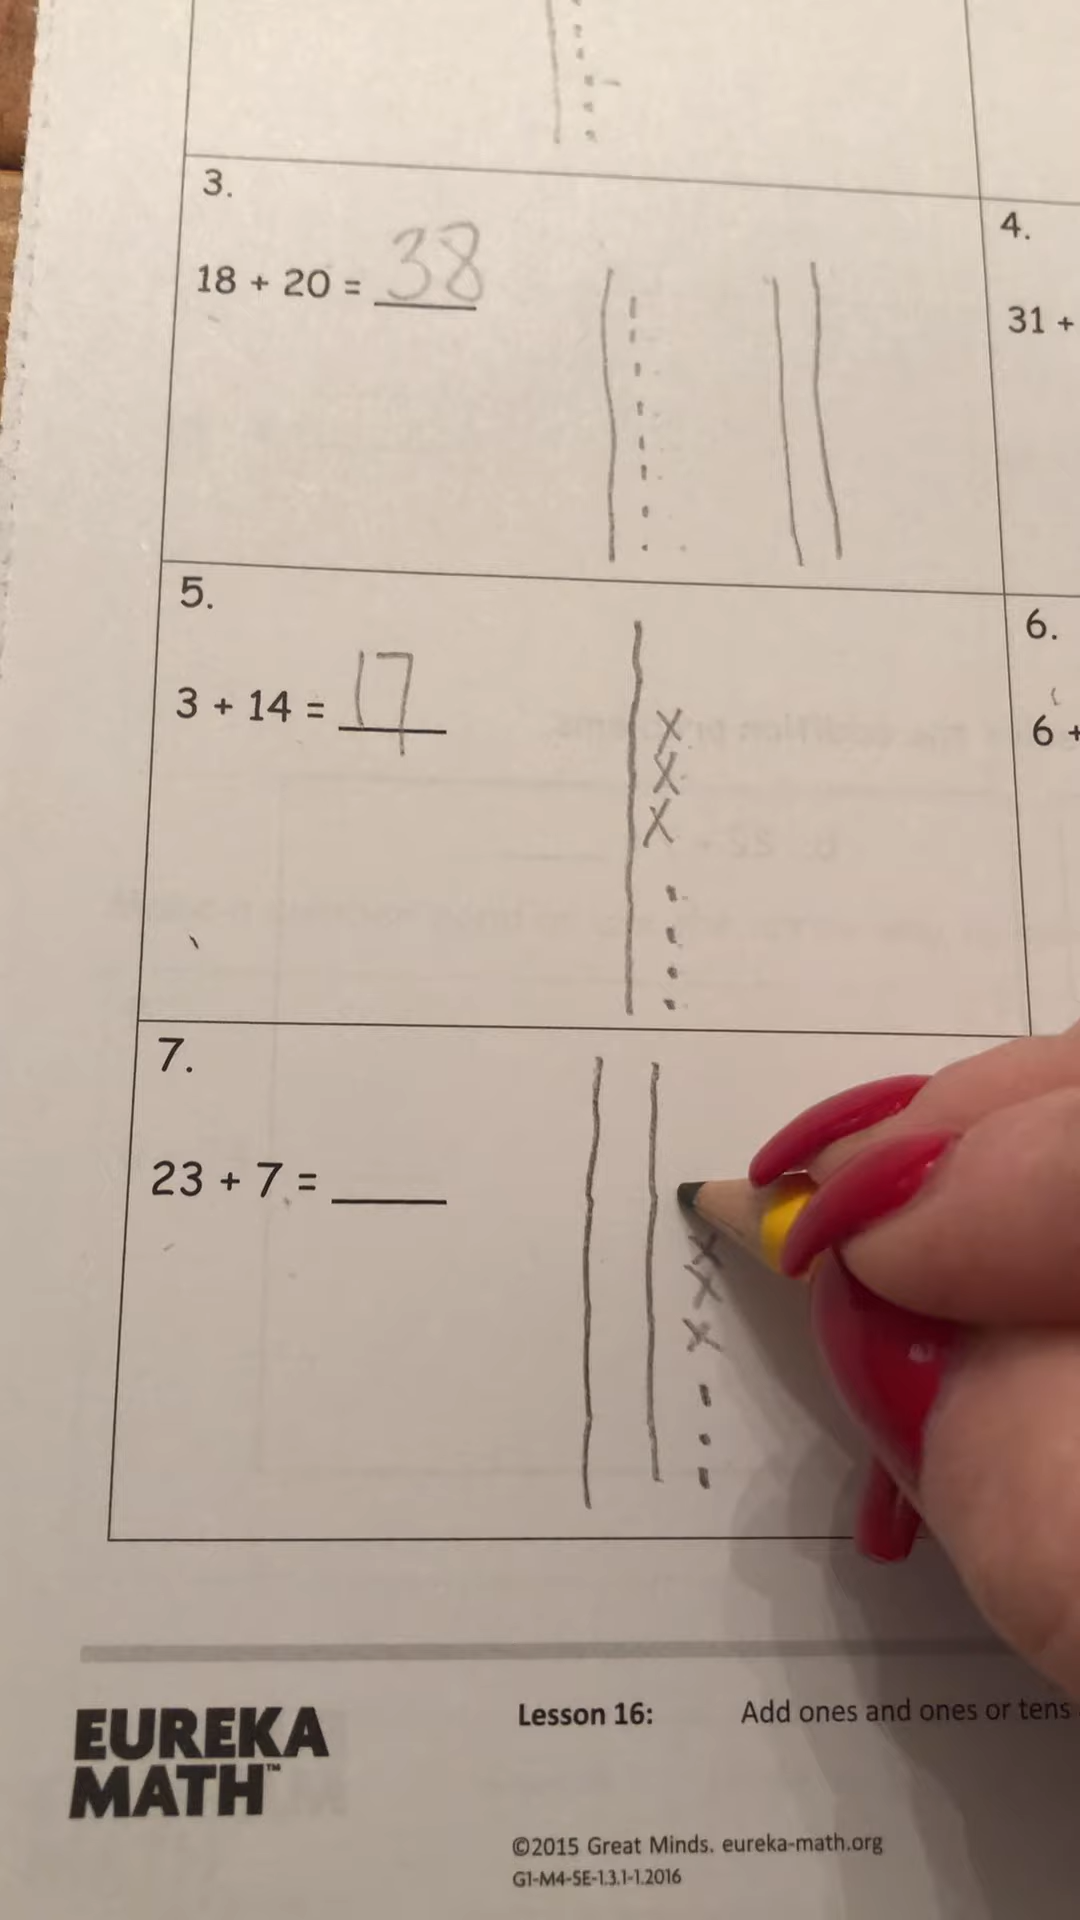 3.
18 + 20 = 38
4.
31 +
5.
3 + 14 = 17
6.
6 +
7.
23 + 7 = ____
EUREKA
MATH™
Lesson 16: Add ones and ones or tens
©2015 Great Minds. eureka-math.org
G1-M4-SE-1.3.1-1.2016